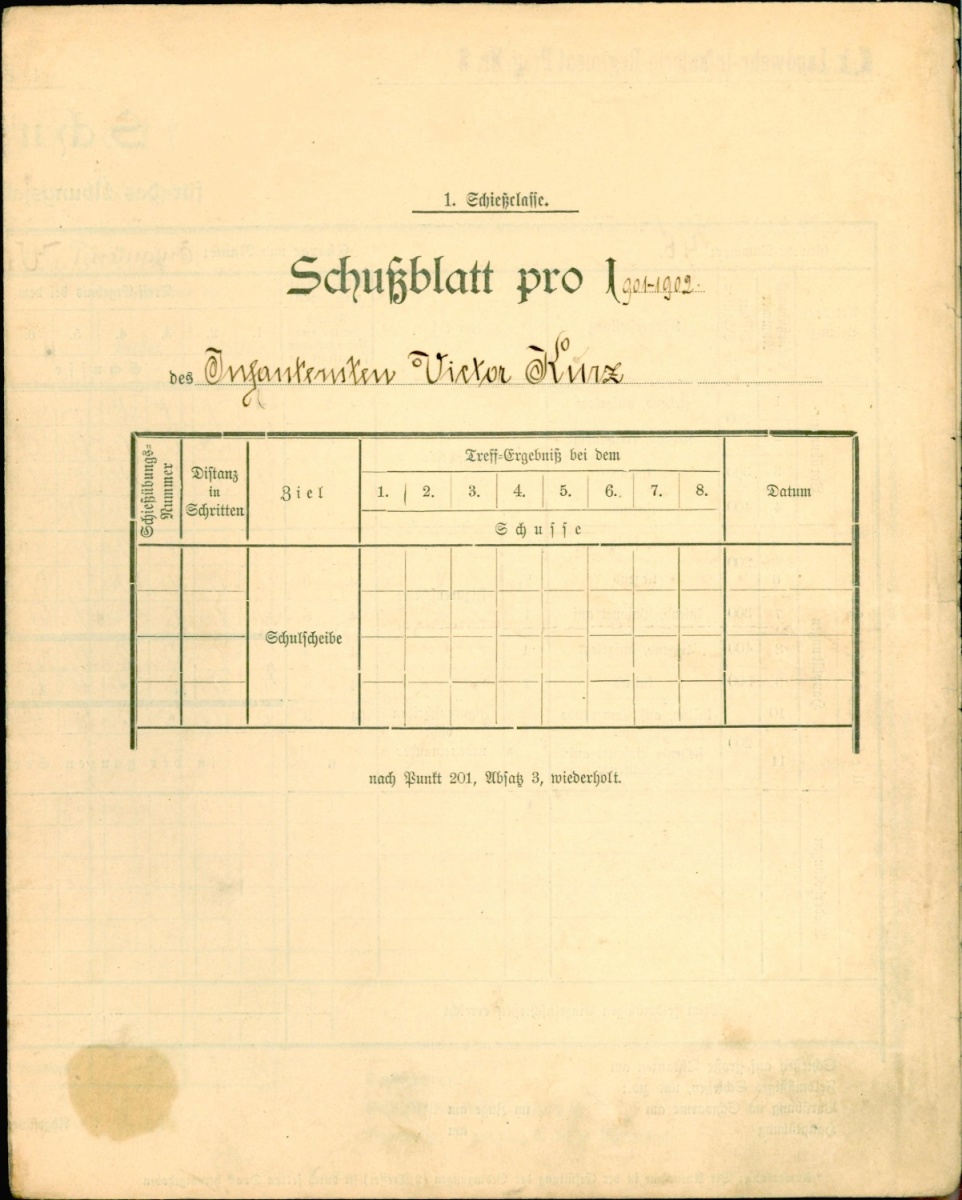 1. Schießclasse.
Schußblatt pro 1901-1902.
des Infanteristen Victor Kurz
Schießübungs-Nummer
Distanz in Schritten
Ziel
Treff-Ergebniß bei dem
1. 2. 3. 4. 5. 6. 7. 8.
Schusse
Datum
Schulscheibe
nach Punkt 201, Absatz 3, wiederholt.